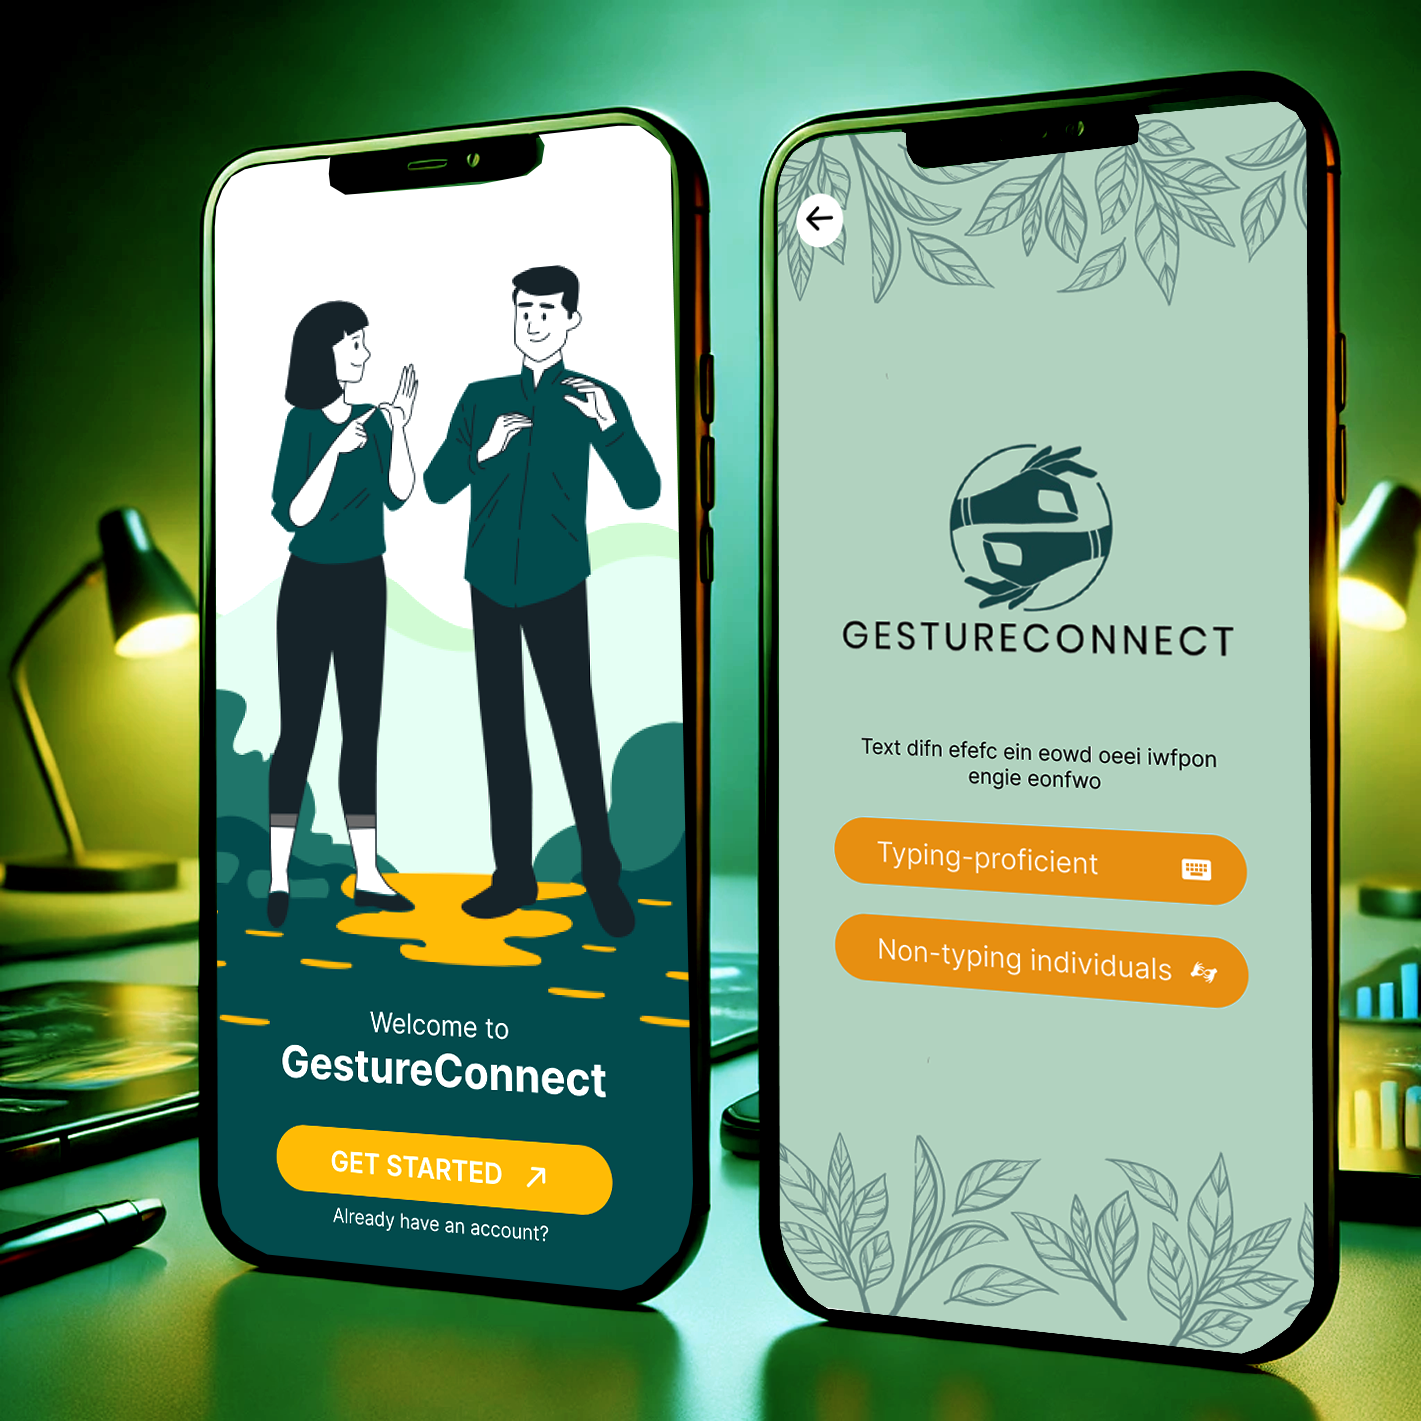 Welcome to
GestureConnect
GET STARTED
Already have an account?
GESTURECONNECT
Text difn efefc ein eowd oeei iwfpon
engie eonfwo
Typing-proficient
Non-typing individuals